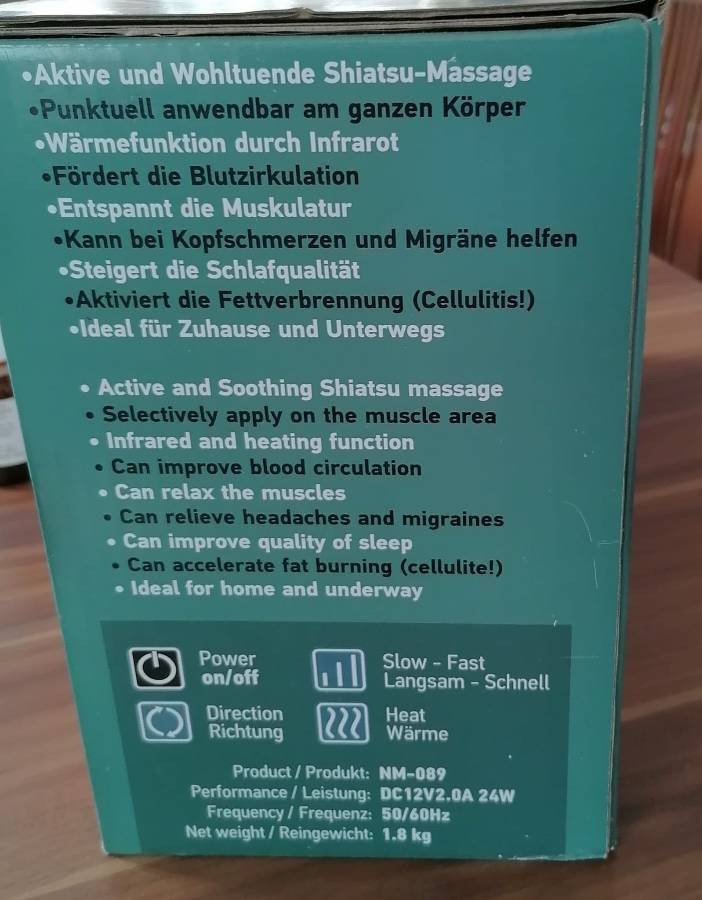 •Aktive und Wohltuende Shiatsu-Massage
•Punktuell anwendbar am ganzen Körper
•Wärmefunktion durch Infrarot
•Fördert die Blutzirkulation
•Entspannt die Muskulatur
•Kann bei Kopfschmerzen und Migräne helfen
•Steigert die Schlafqualität
•Aktiviert die Fettverbrennung (Cellulitis!)
•Ideal für Zuhause und Unterwegs
• Active and Soothing Shiatsu massage
• Selectively apply on the muscle area
• Infrared and heating function
• Can improve blood circulation
• Can relax the muscles
• Can relieve headaches and migraines
• Can improve quality of sleep
• Can accelerate fat burning (cellulite!)
• Ideal for home and underway
Power
on/off
Slow - Fast
Langsam - Schnell
Direction
Richtung
Heat
Wärme
Product / Produkt: NM-089
Performance / Leistung: DC12V2.0A 24W
Frequency / Frequenz: 50/60Hz
Net weight / Reingewicht: 1.8 kg